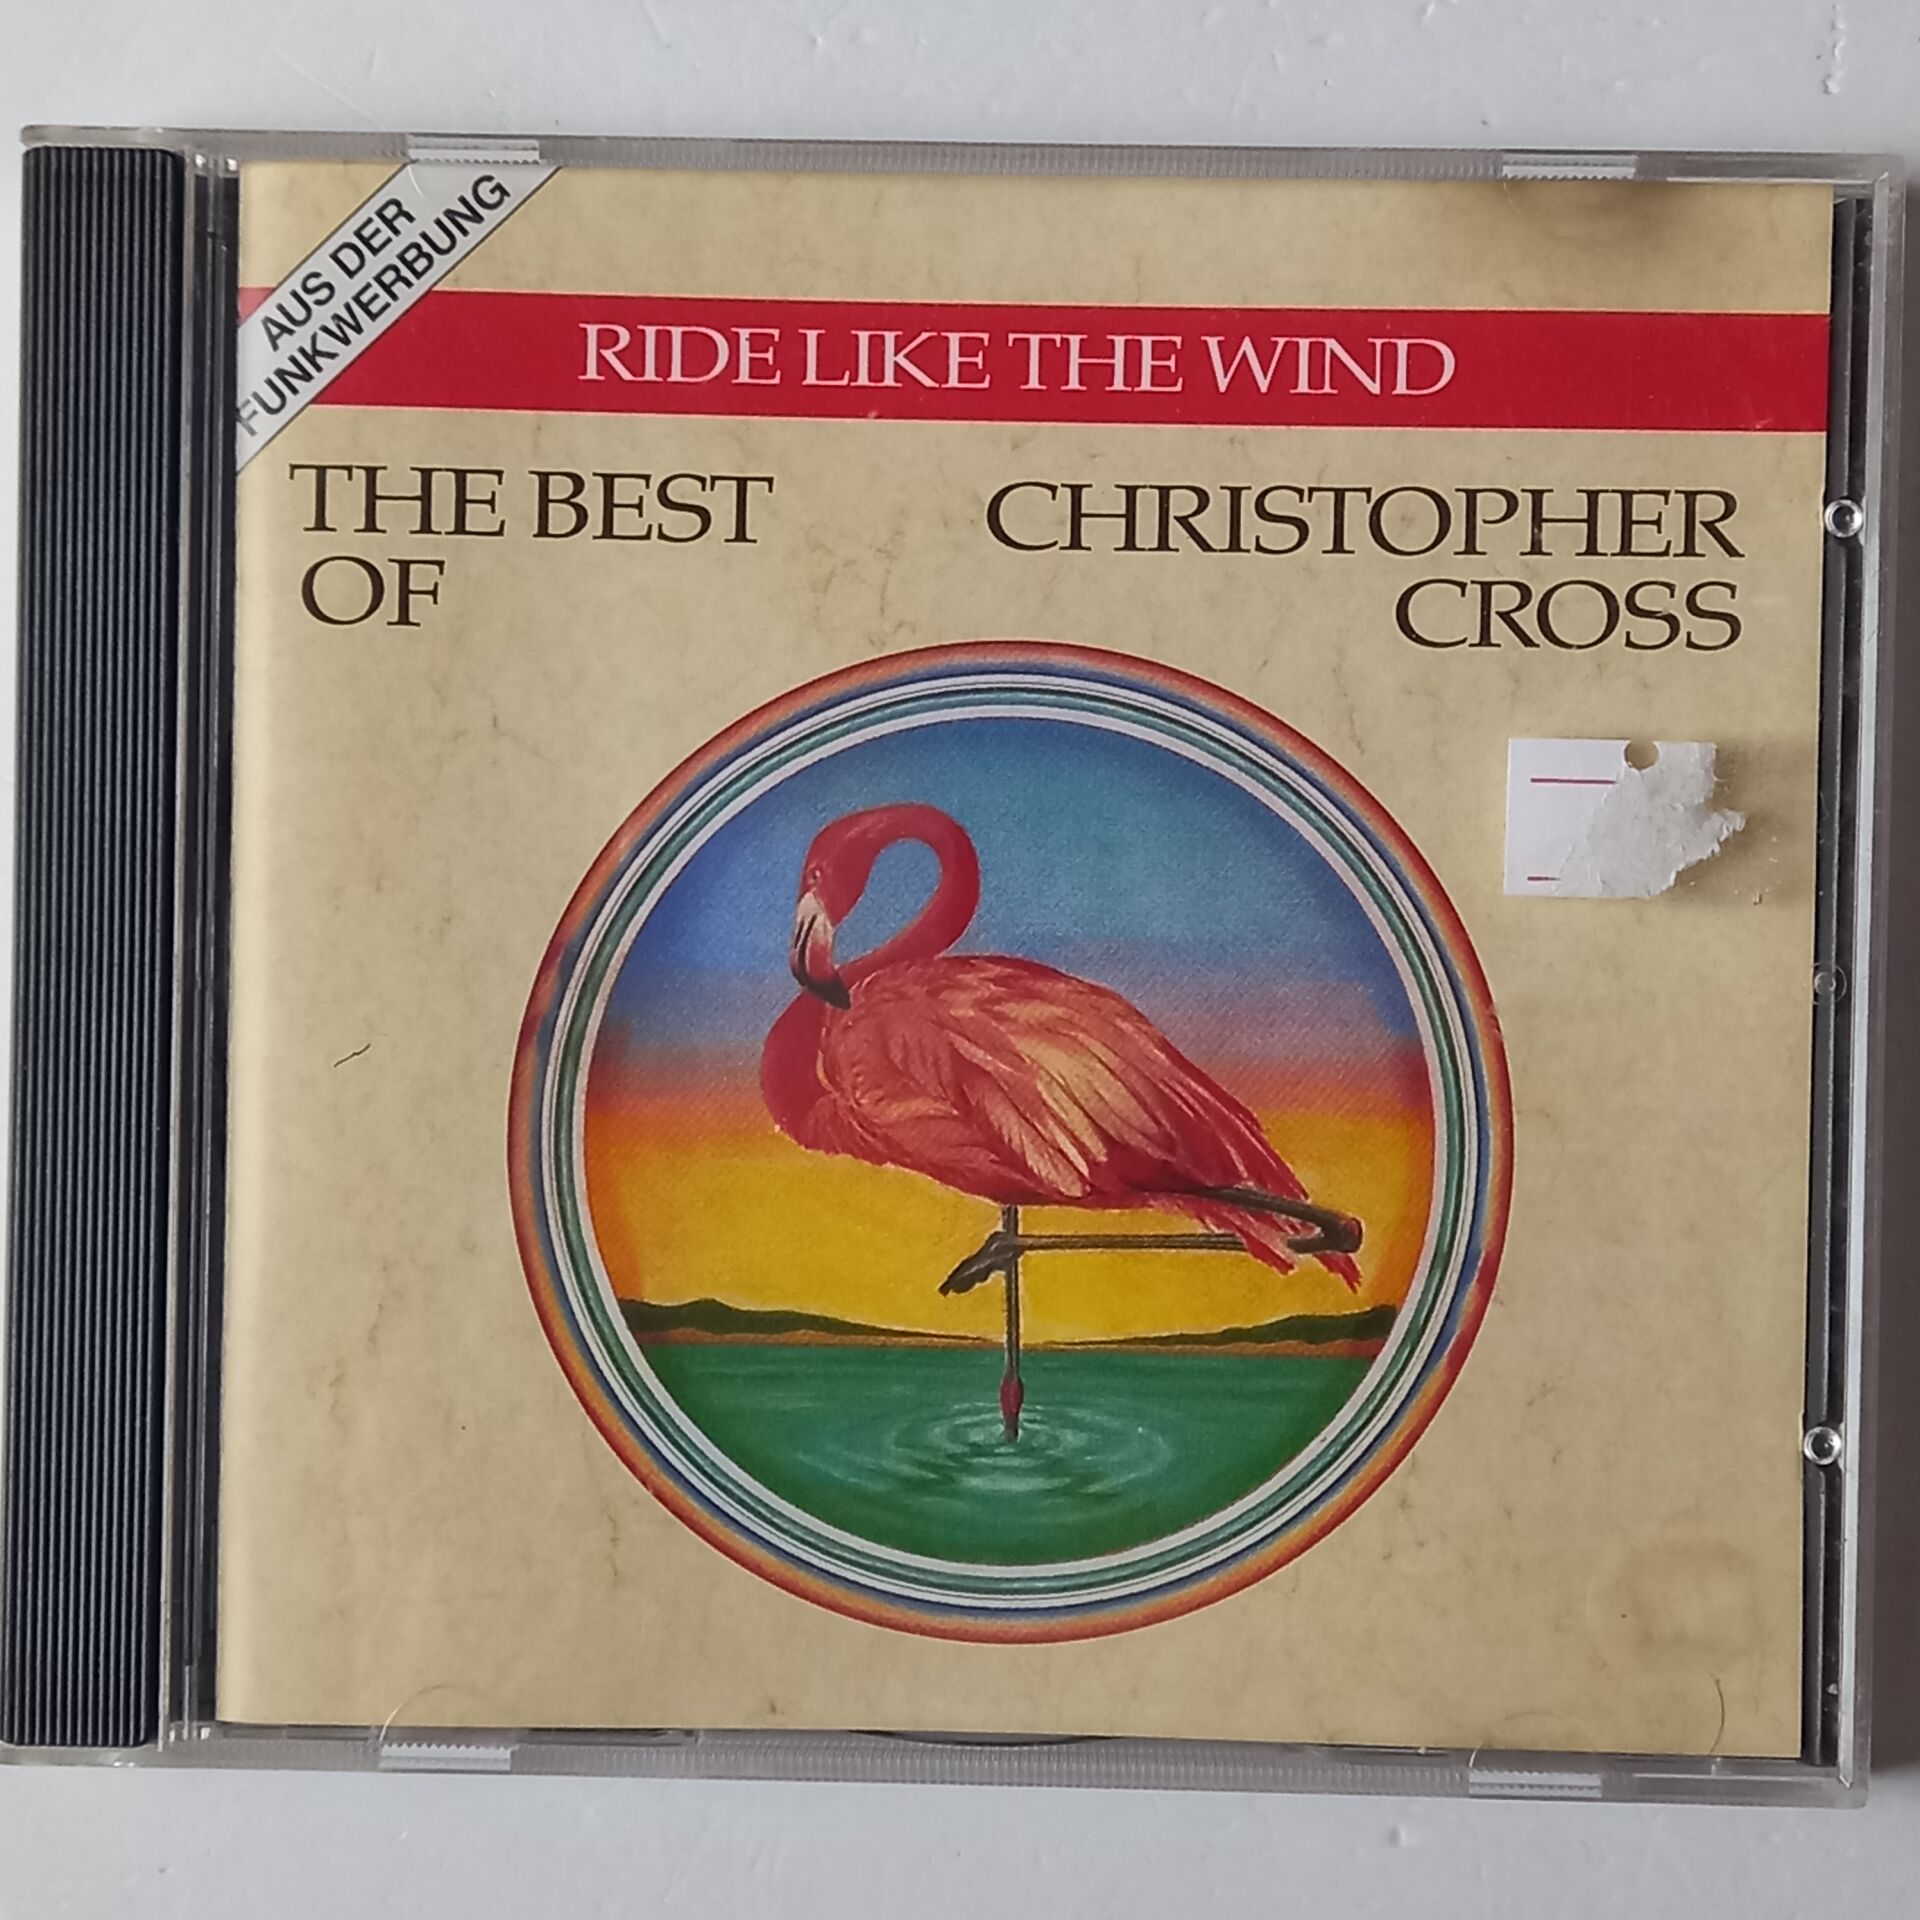 AUS DER
FUNKWERBUNG
RIDE LIKE THE WIND
THE BEST
OF
CHRISTOPHER
CROSS